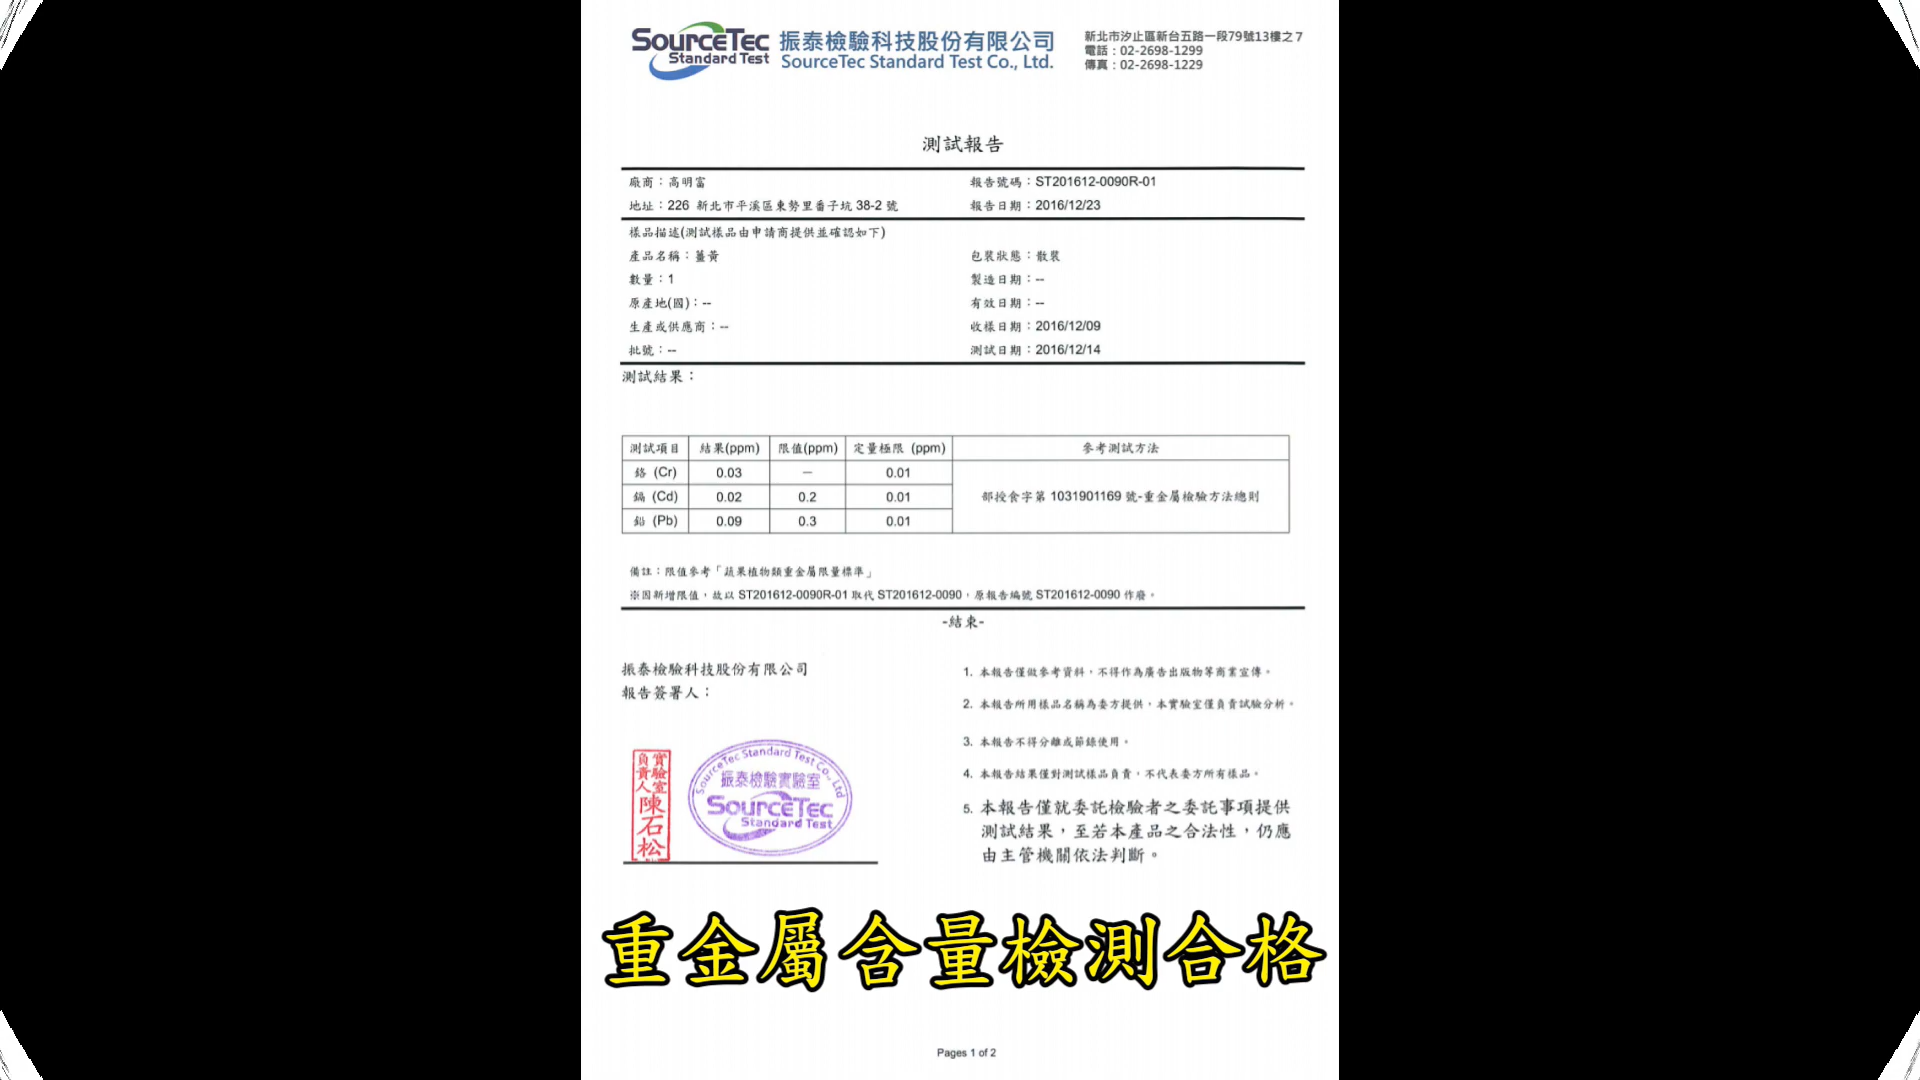 SourceTec
Standard Test
振泰檢驗科技股份有限公司
SourceTec Standard Test Co., Ltd.
新北市汐止區新台五路一段79號13樓之7
電話：02-2698-1299
傳真：02-2698-1229
測試報告
廠商：高明富
報告號碼：ST201612-0090R-01
地址：226 新北市平溪區東勢里番子坑 38-2 號
報告日期：2016/12/23
樣品描述(測試樣品由申請商提供並確認如下)
產品名稱：薑黃
包裝狀態：散裝
數量：1
製造日期：--
原產地(國)：--
有效日期：--
生產或供應商：--
收樣日期：2016/12/09
批號：--
測試日期：2016/12/14
測試結果：
測試項目 結果(ppm) 限值(ppm) 定量極限 (ppm) 參考測試方法
鉻 (Cr) 0.03 — 0.01
鎘 (Cd) 0.02 0.2 0.01 部授食字第 1031901169 號-重金屬檢驗方法總則
鉛 (Pb) 0.09 0.3 0.01
備註：限值參考「蔬果植物類重金屬限量標準」
※因新增限值，故以 ST201612-0090R-01 取代 ST201612-0090，原報告編號 ST201612-0090 作廢。
-結束-
振泰檢驗科技股份有限公司
報告簽署人：
實驗室
負責人
陳石松
SourceTec Standard Test Co., Ltd
振泰檢驗實驗室
SourceTec
Standard Test
1. 本報告僅做參考資料，不得作為廣告出版物等商業宣傳。
2. 本報告所用樣品名稱為委方提供，本實驗室僅負責試驗分析。
3. 本報告不得分離或節錄使用。
4. 本報告結果僅對測試樣品負責，不代表委方所有樣品。
5. 本報告僅就委託檢驗者之委託事項提供
測試結果，至若本產品之合法性，仍應
由主管機關依法判斷。
重金屬含量檢測合格
Pages 1 of 2